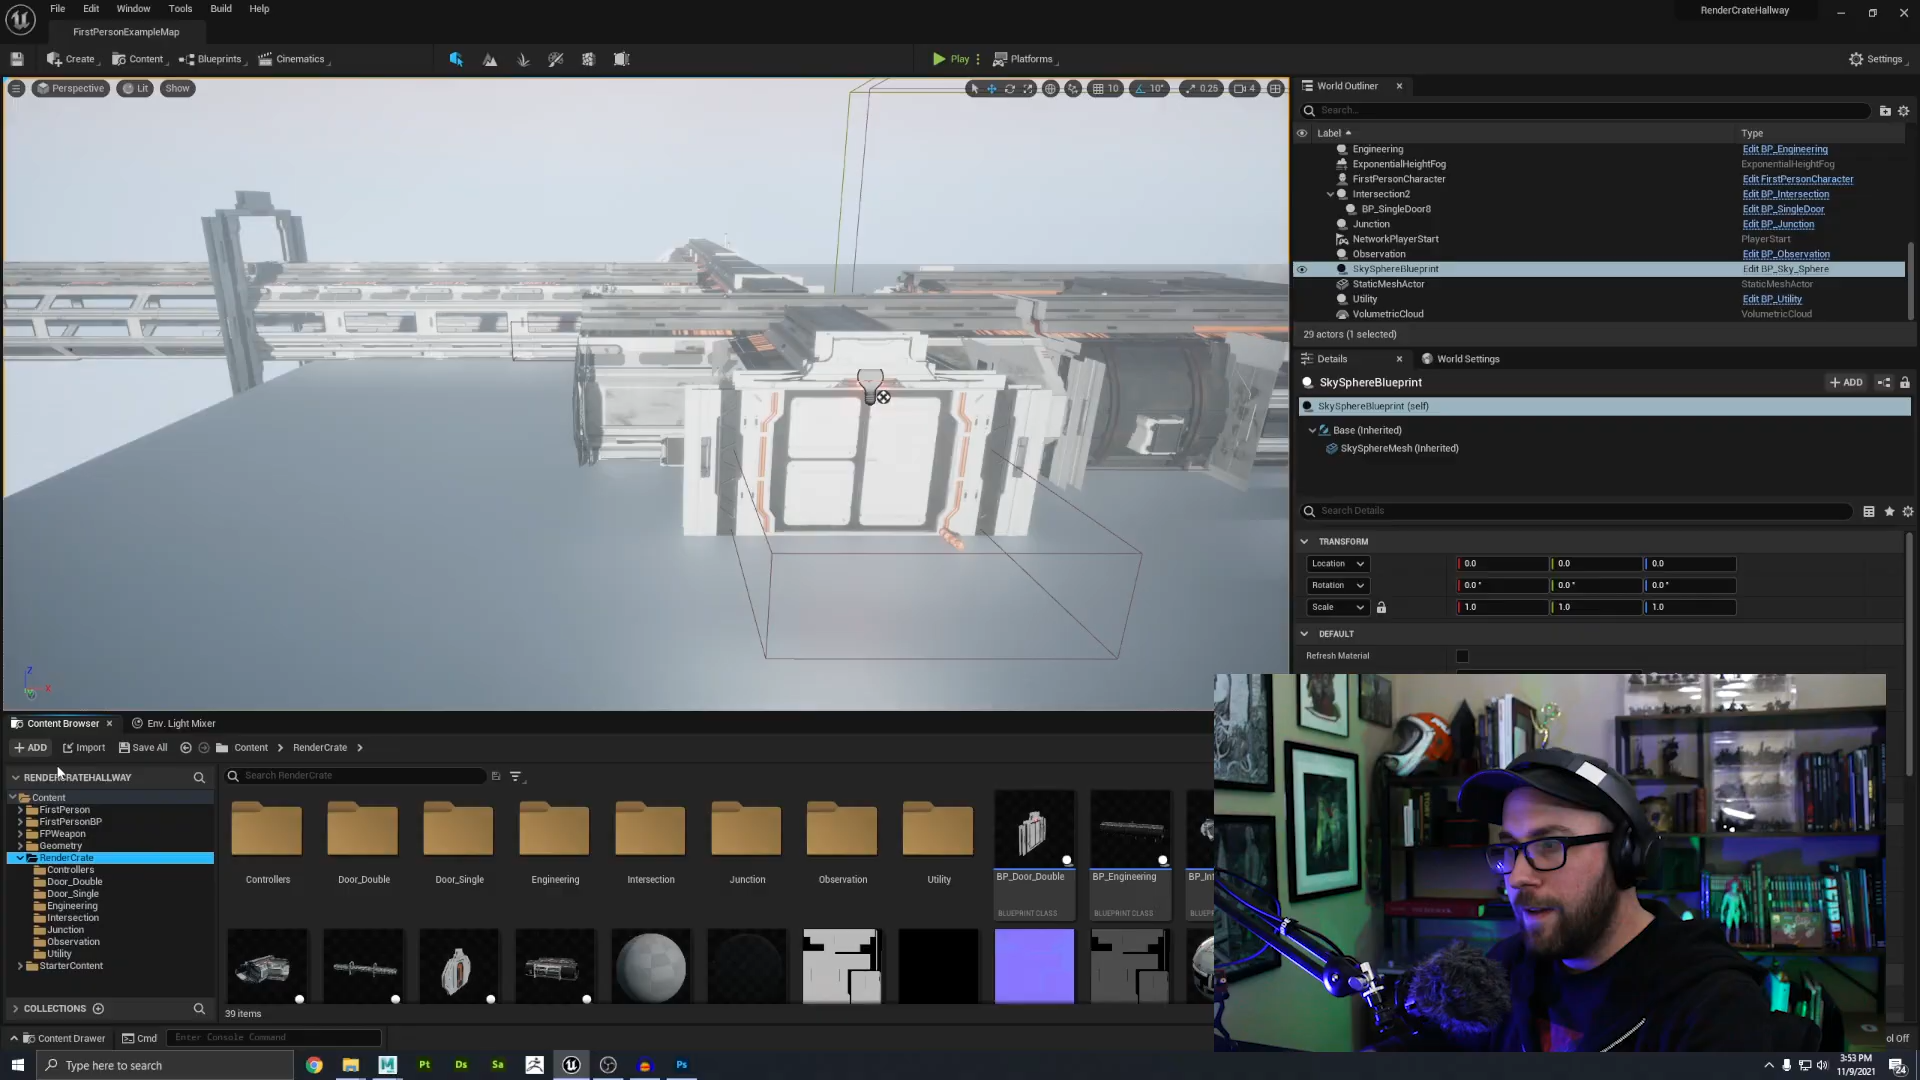 File Edit Window Tools Build Help
RenderCrateHallway
FirstPersonExampleMap
Create Content Blueprints Cinematics Play Platforms Settings
Perspective Lit Show 10 10° 0.25 4
World Outliner
Search...
Label Type
Engineering Edit BP_Engineering
ExponentialHeightFog ExponentialHeightFog
FirstPersonCharacter Edit FirstPersonCharacter
Intersection2 Edit BP_Intersection
BP_SingleDoor8 Edit BP_SingleDoor
Junction Edit BP_Junction
NetworkPlayerStart PlayerStart
Observation Edit BP_Observation
SkySphereBlueprint Edit BP_Sky_Sphere
StaticMeshActor StaticMeshActor
Utility Edit BP_Utility
VolumetricCloud VolumetricCloud
29 actors (1 selected)
Details World Settings
SkySphereBlueprint ADD
SkySphereBlueprint (self)
Base (Inherited)
SkySphereMesh (Inherited)
Search Details
TRANSFORM
Location 0.0 0.0 0.0
Rotation 0.0° 0.0° 0.0°
Scale 1.0 1.0 1.0
DEFAULT
Refresh Material
Z
X
Content Browser Env. Light Mixer
ADD Import Save All Content RenderCrate
RENDERCRATEHALLWAY Search RenderCrate
Content
FirstPerson
FirstPersonBP
FPWeapon
Geometry
RenderCrate
Controllers
Door_Double
Door_Single
Engineering
Intersection
Junction
Observation
Utility
StarterContent
Controllers Door_Double Door_Single Engineering Intersection Junction Observation Utility BP_Door_Double BP_Engineering BP_Int
BLUEPRINT CLASS BLUEPRINT CLASS
COLLECTIONS 39 items
Content Drawer Cmd Enter Console Command ol Off
Type here to search Pt Ds Sa Ps
3:53 PM
11/9/2021
24